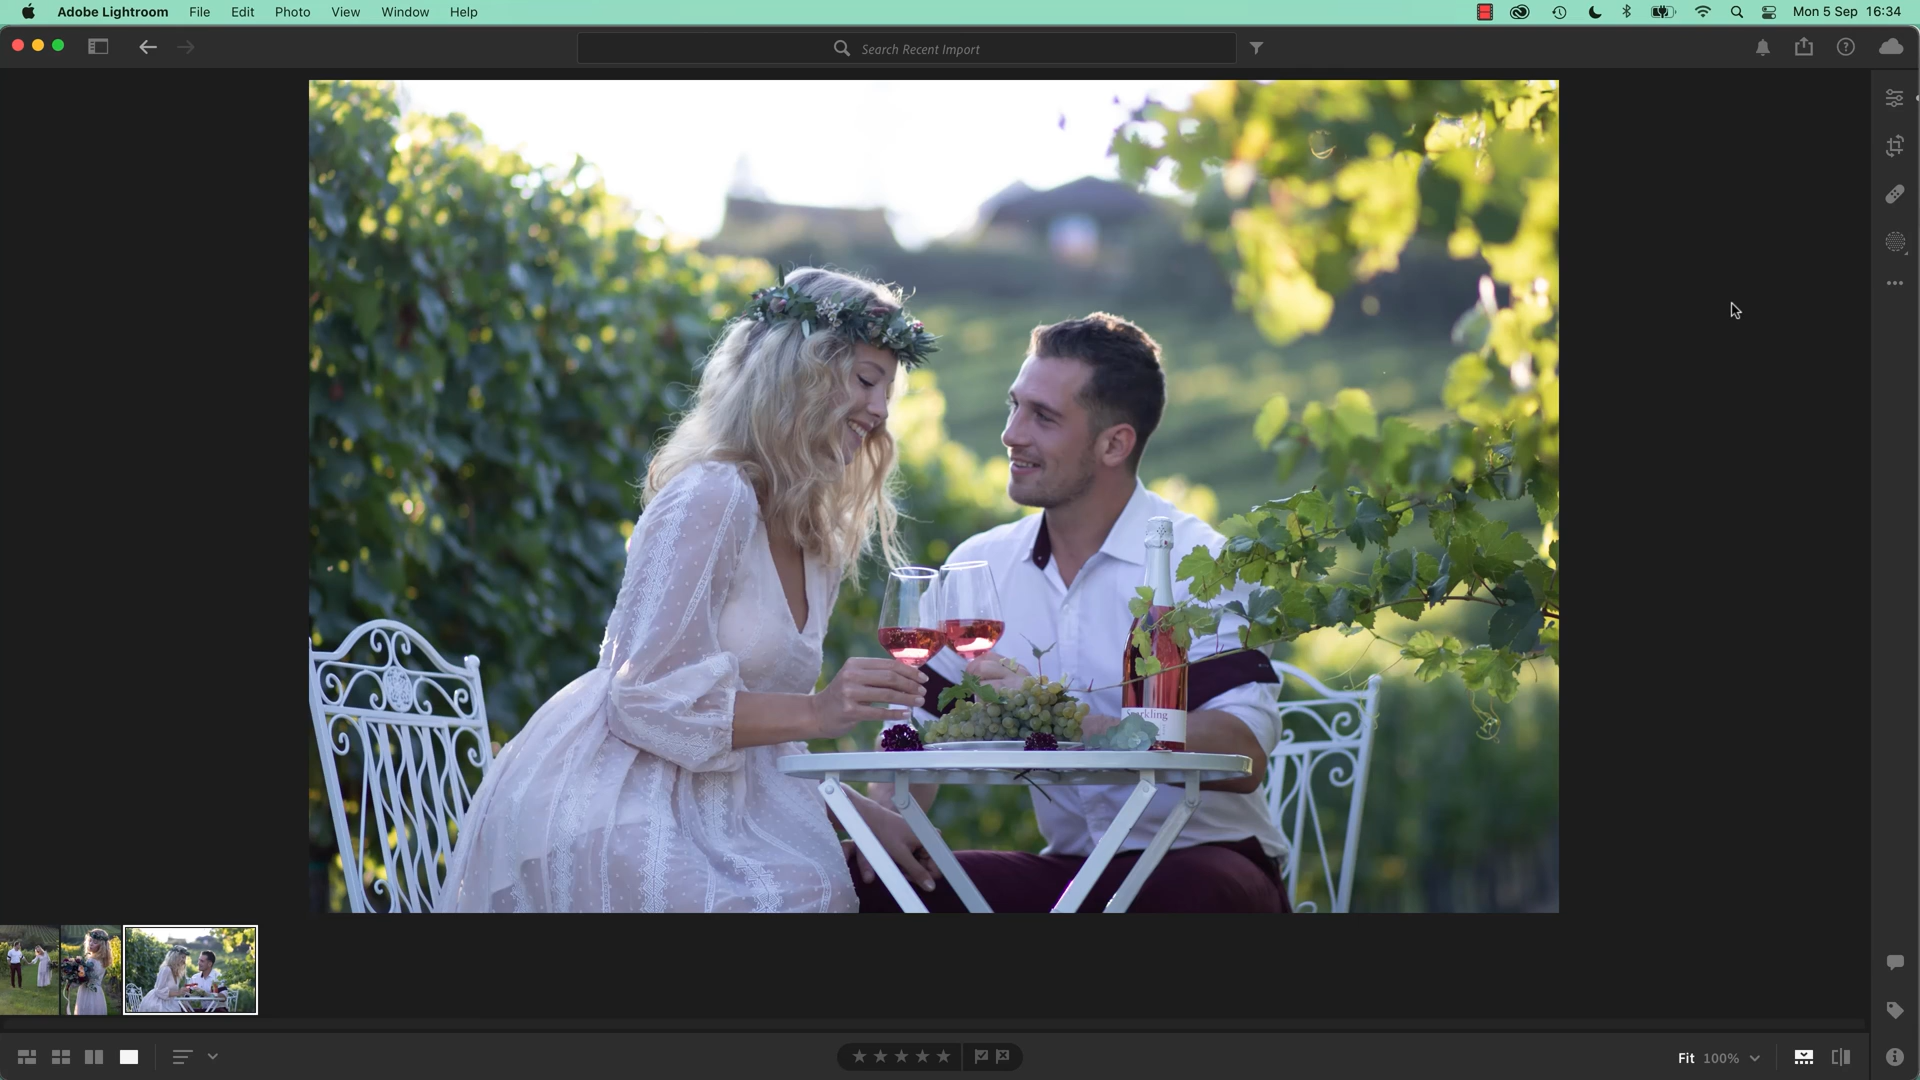 Adobe Lightroom File Edit Photo View Window Help Mon 5 Sep 16:34
Search Recent Import
Fit 100%